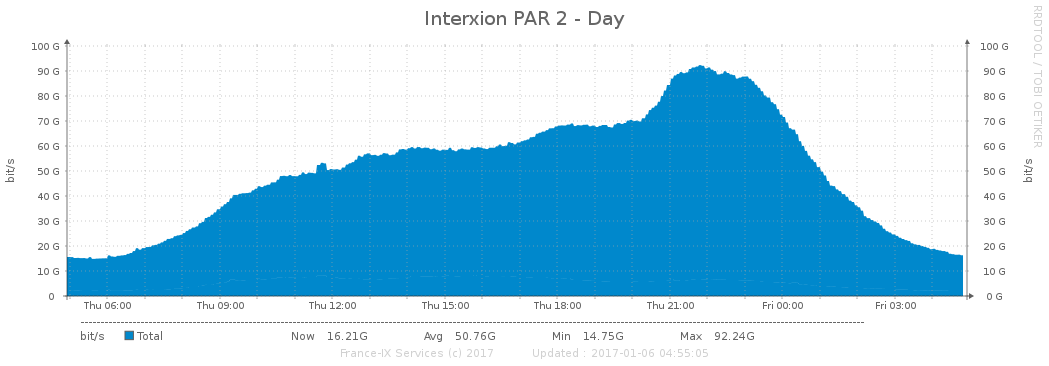 Interxion PAR 2 - Day
RRDTOOL / TOBI OETIKER
100 G 100 G
90 G 90 G
80 G 80 G
70 G 70 G
60 G 60 G
50 G 50 G
40 G 40 G
30 G 30 G
20 G 20 G
10 G 10 G
0 0 G
bit/s bit/s
Thu 06:00 Thu 09:00 Thu 12:00 Thu 15:00 Thu 18:00 Thu 21:00 Fri 00:00 Fri 03:00
bit/s Total Now 16.21G Avg 50.76G Min 14.75G Max 92.24G
France-IX Services (c) 2017 Updated : 2017-01-06 04:55:05